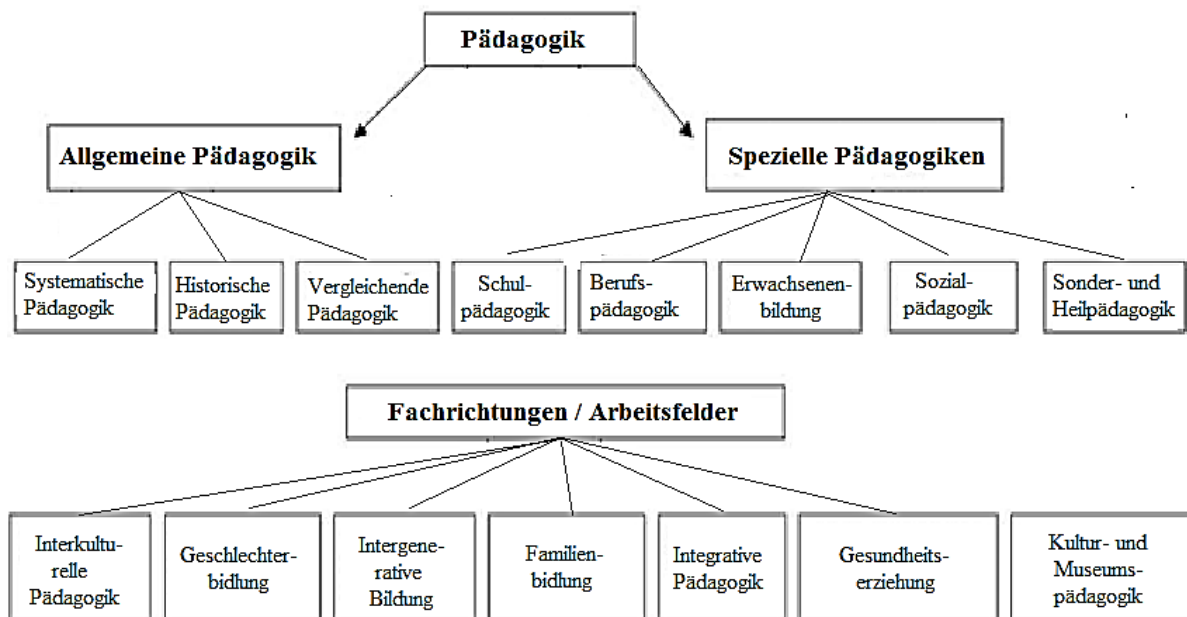 Pädagogik
Allgemeine Pädagogik
Spezielle Pädagogiken
Systematische
Pädagogik
Historische
Pädagogik
Vergleichende
Pädagogik
Schul-
pädagogik
Berufs-
pädagogik
Erwachsenen-
bildung
Sozial-
pädagogik
Sonder- und
Heilpädagogik
Fachrichtungen / Arbeitsfelder
Interkultu-
relle
Pädagogik
Geschlechter-
bidlung
Intergene-
rative
Bildung
Familien-
bidlung
Integrative
Pädagogik
Gesundheits-
erziehung
Kultur- und
Museums-
pädagogik